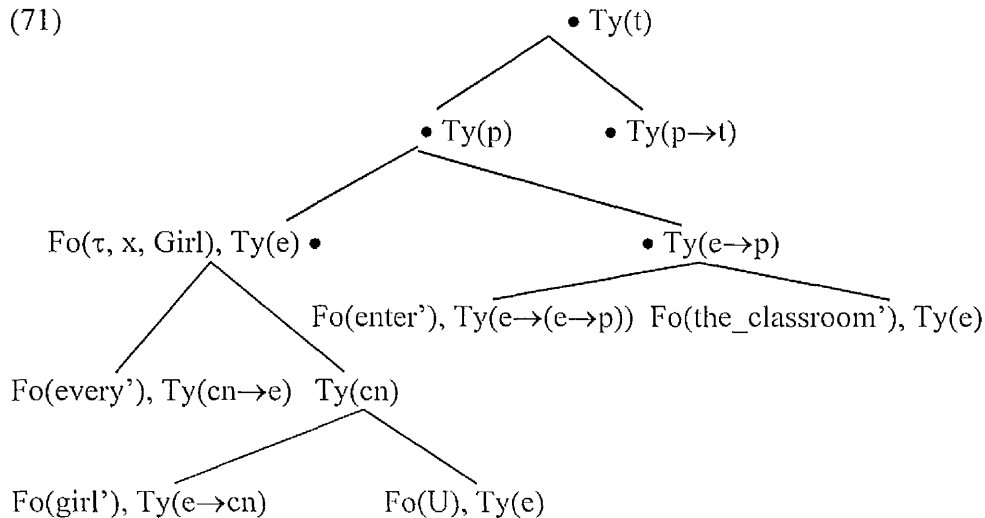 (71) • Ty(t)
• Ty(p) • Ty(p→t)
Fo(τ, x, Girl), Ty(e) • • Ty(e→p)
Fo(enter’), Ty(e→(e→p)) Fo(the_classroom’), Ty(e)
Fo(every’), Ty(cn→e) Ty(cn)
Fo(girl’), Ty(e→cn) Fo(U), Ty(e)